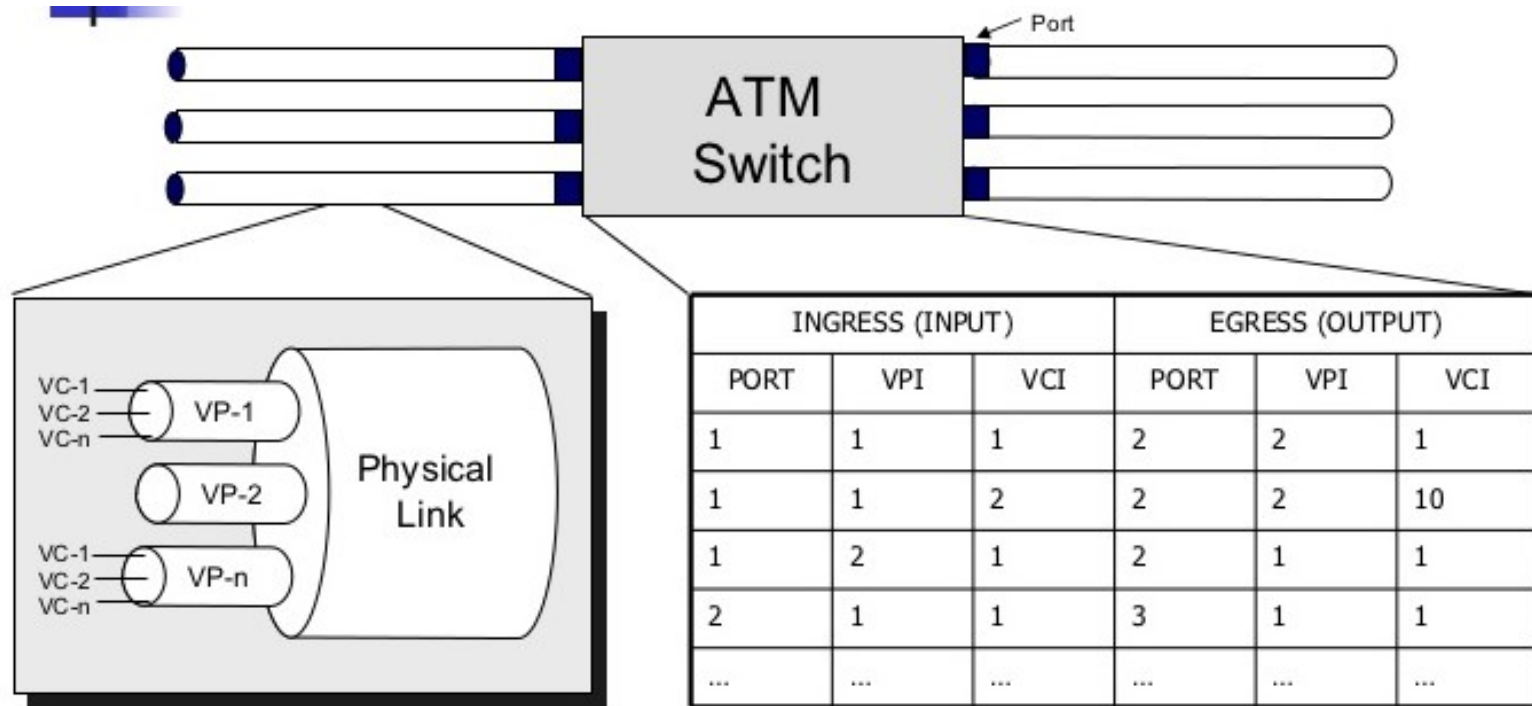 Port
ATM
Switch
VC-1
VC-2
VC-n
VP-1
VP-2
VC-1
VC-2
VC-n
VP-n
Physical
Link
INGRESS (INPUT) EGRESS (OUTPUT)
PORT VPI VCI PORT VPI VCI
1 1 1 2 2 1
1 1 2 2 2 10
1 2 1 2 1 1
2 1 1 3 1 1
... ... ... ... ... ...